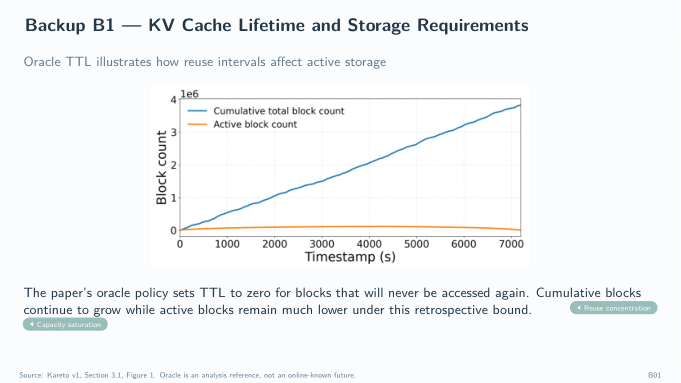 Backup B1 — KV Cache Lifetime and Storage Requirements
Oracle TTL illustrates how reuse intervals affect active storage
1e6
Cumulative total block count
Active block count
Block count
4
3
2
1
0
0 1000 2000 3000 4000 5000 6000 7000
Timestamp (s)
The paper's oracle policy sets TTL to zero for blocks that will never be accessed again. Cumulative blocks
continue to grow while active blocks remain much lower under this retrospective bound.
Reuse concentration
Capacity saturation
Source: Kareto v1, Section 3.1, Figure 1. Oracle is an analysis reference, not an online-known future.
B01